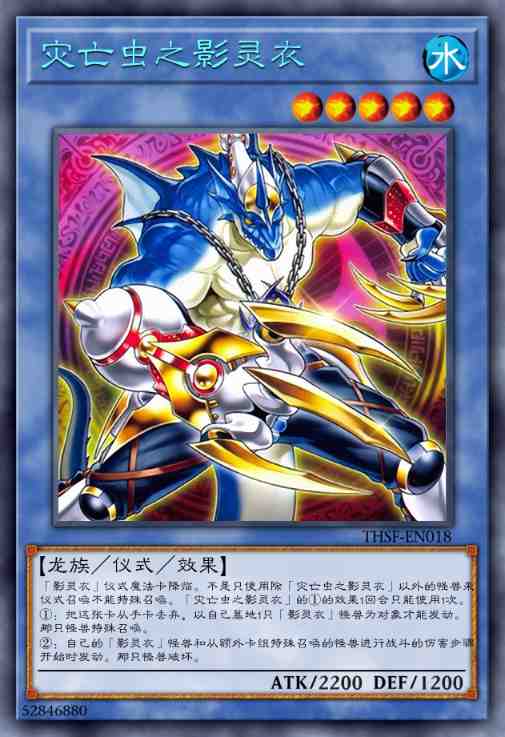 灾亡虫之影灵衣
水
THSF-EN018
【龙族／仪式／效果】
「影灵衣」仪式魔法卡降临。不是只使用除「灾亡虫之影灵衣」以外的怪兽来
仪式召唤不能特殊召唤。「灾亡虫之影灵衣」的①的效果1回合只能使用1次。
①：把这张卡从手卡丢弃，以自己墓地1只「影灵衣」怪兽为对象才能发动。
那只怪兽特殊召唤。
②：自己的「影灵衣」怪兽和从额外卡组特殊召唤的怪兽进行战斗的伤害步骤
开始时发动。那只怪兽破坏。
ATK/2200 DEF/1200
52846880